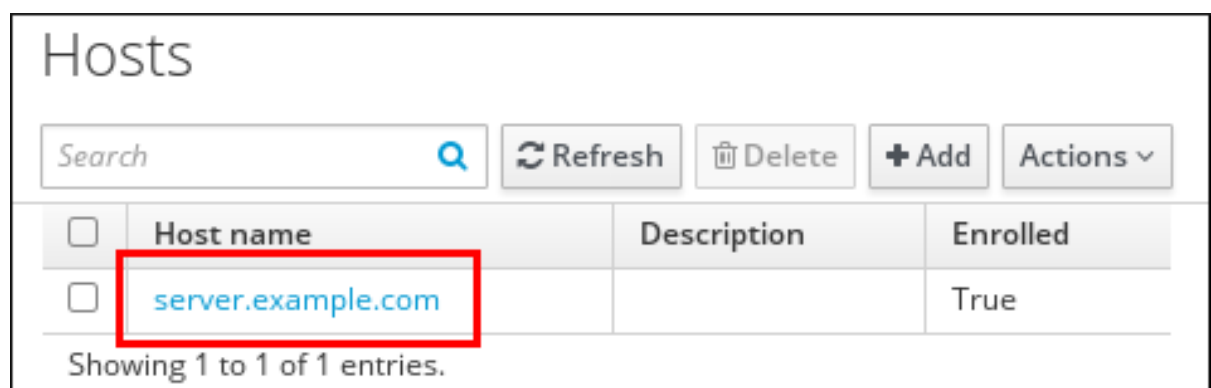 Hosts
Search Refresh Delete Add Actions
Host name Description Enrolled
server.example.com True
Showing 1 to 1 of 1 entries.